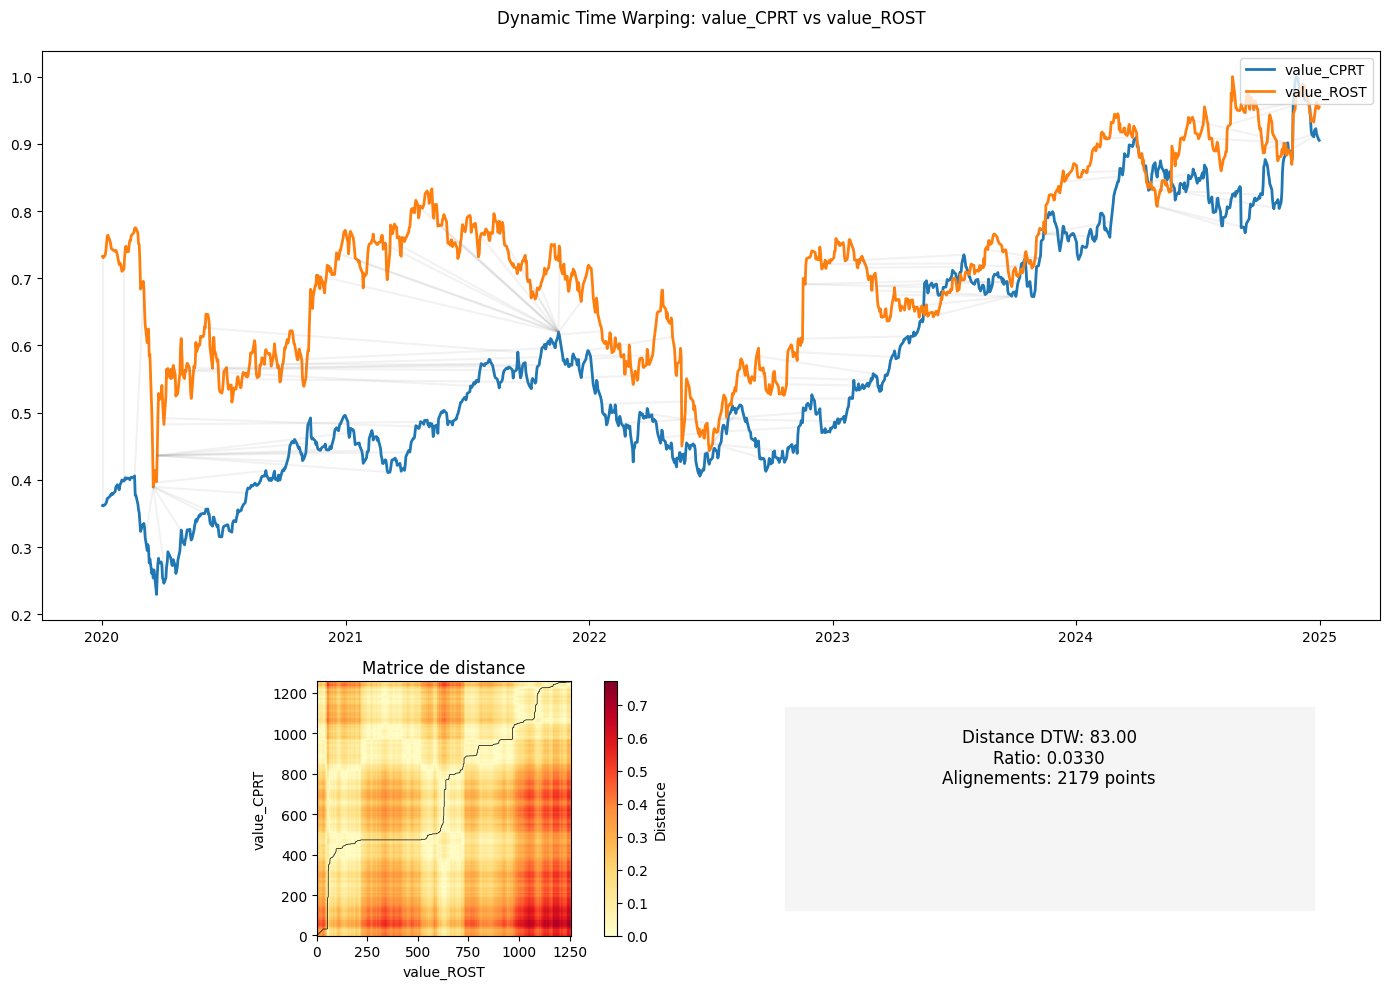 Dynamic Time Warping: value_CPRT vs value_ROST
value_CPRT
value_ROST
1.0
0.9
0.8
0.7
0.6
0.5
0.4
0.3
0.2
2020 2021 2022 2023 2024 2025
Matrice de distance
value_CPRT
1200
1000
800
600
400
200
0
0 250 500 750 1000 1250
value_ROST
0.7
0.6
0.5
0.4
0.3
0.2
0.1
0.0
Distance
Distance DTW: 83.00
Ratio: 0.0330
Alignements: 2179 points